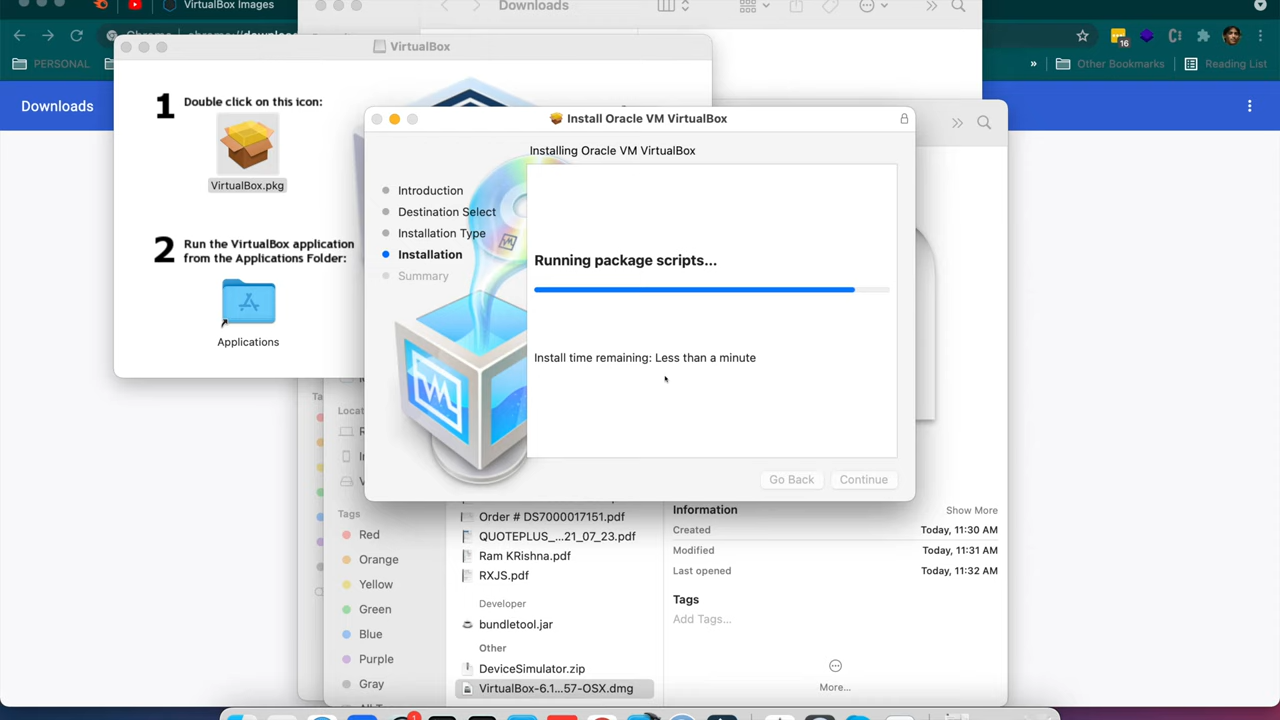 VirtualBox Images
Downloads
16
PERSONAL
»
Other Bookmarks
Reading List
Downloads
VirtualBox
1
Double click on this icon:
VirtualBox.pkg
2
Run the VirtualBox application
from the Applications Folder:
Applications
Install Oracle VM VirtualBox
Installing Oracle VM VirtualBox
Introduction
Destination Select
Installation Type
Installation
Summary
Running package scripts...
Install time remaining: Less than a minute
Go Back
Continue
Tags
Red
Orange
Yellow
Green
Blue
Purple
Gray
Order # DS7000017151.pdf
QUOTEPLUS_...21_07_23.pdf
Ram KRishna.pdf
RXJS.pdf
Developer
bundletool.jar
Other
DeviceSimulator.zip
VirtualBox-6.1...57-OSX.dmg
Information
Show More
Created
Today, 11:30 AM
Modified
Today, 11:31 AM
Last opened
Today, 11:32 AM
Tags
Add Tags...
More...